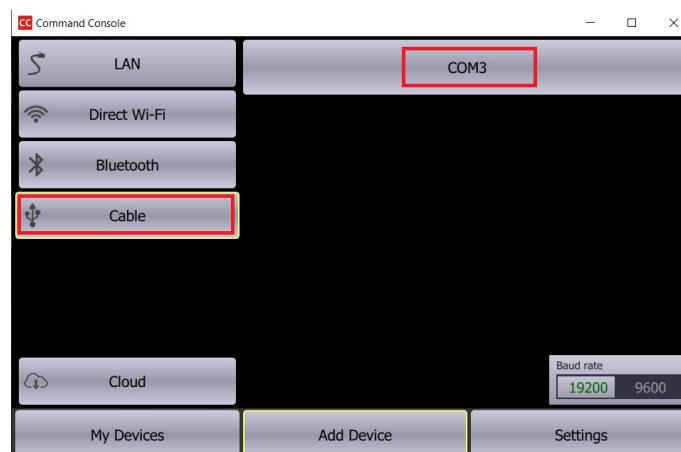 CC Command Console
LAN
COM3
Direct Wi-Fi
Bluetooth
Cable
Cloud
Baud rate
19200 9600
My Devices Add Device Settings